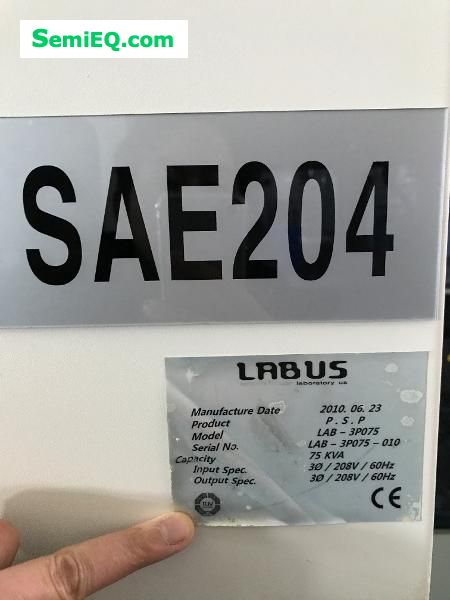 SemiEQ.com
SAE204
LABUS
laboratory us
Manufacture Date 2010. 06. 23
Product P . S . P
Model LAB - 3P075
Serial No. LAB - 3P075 - 010
Capacity 75 KVA
Input Spec. 3Ø / 208V / 60Hz
Output Spec. 3Ø / 208V / 60Hz
TUV
CE